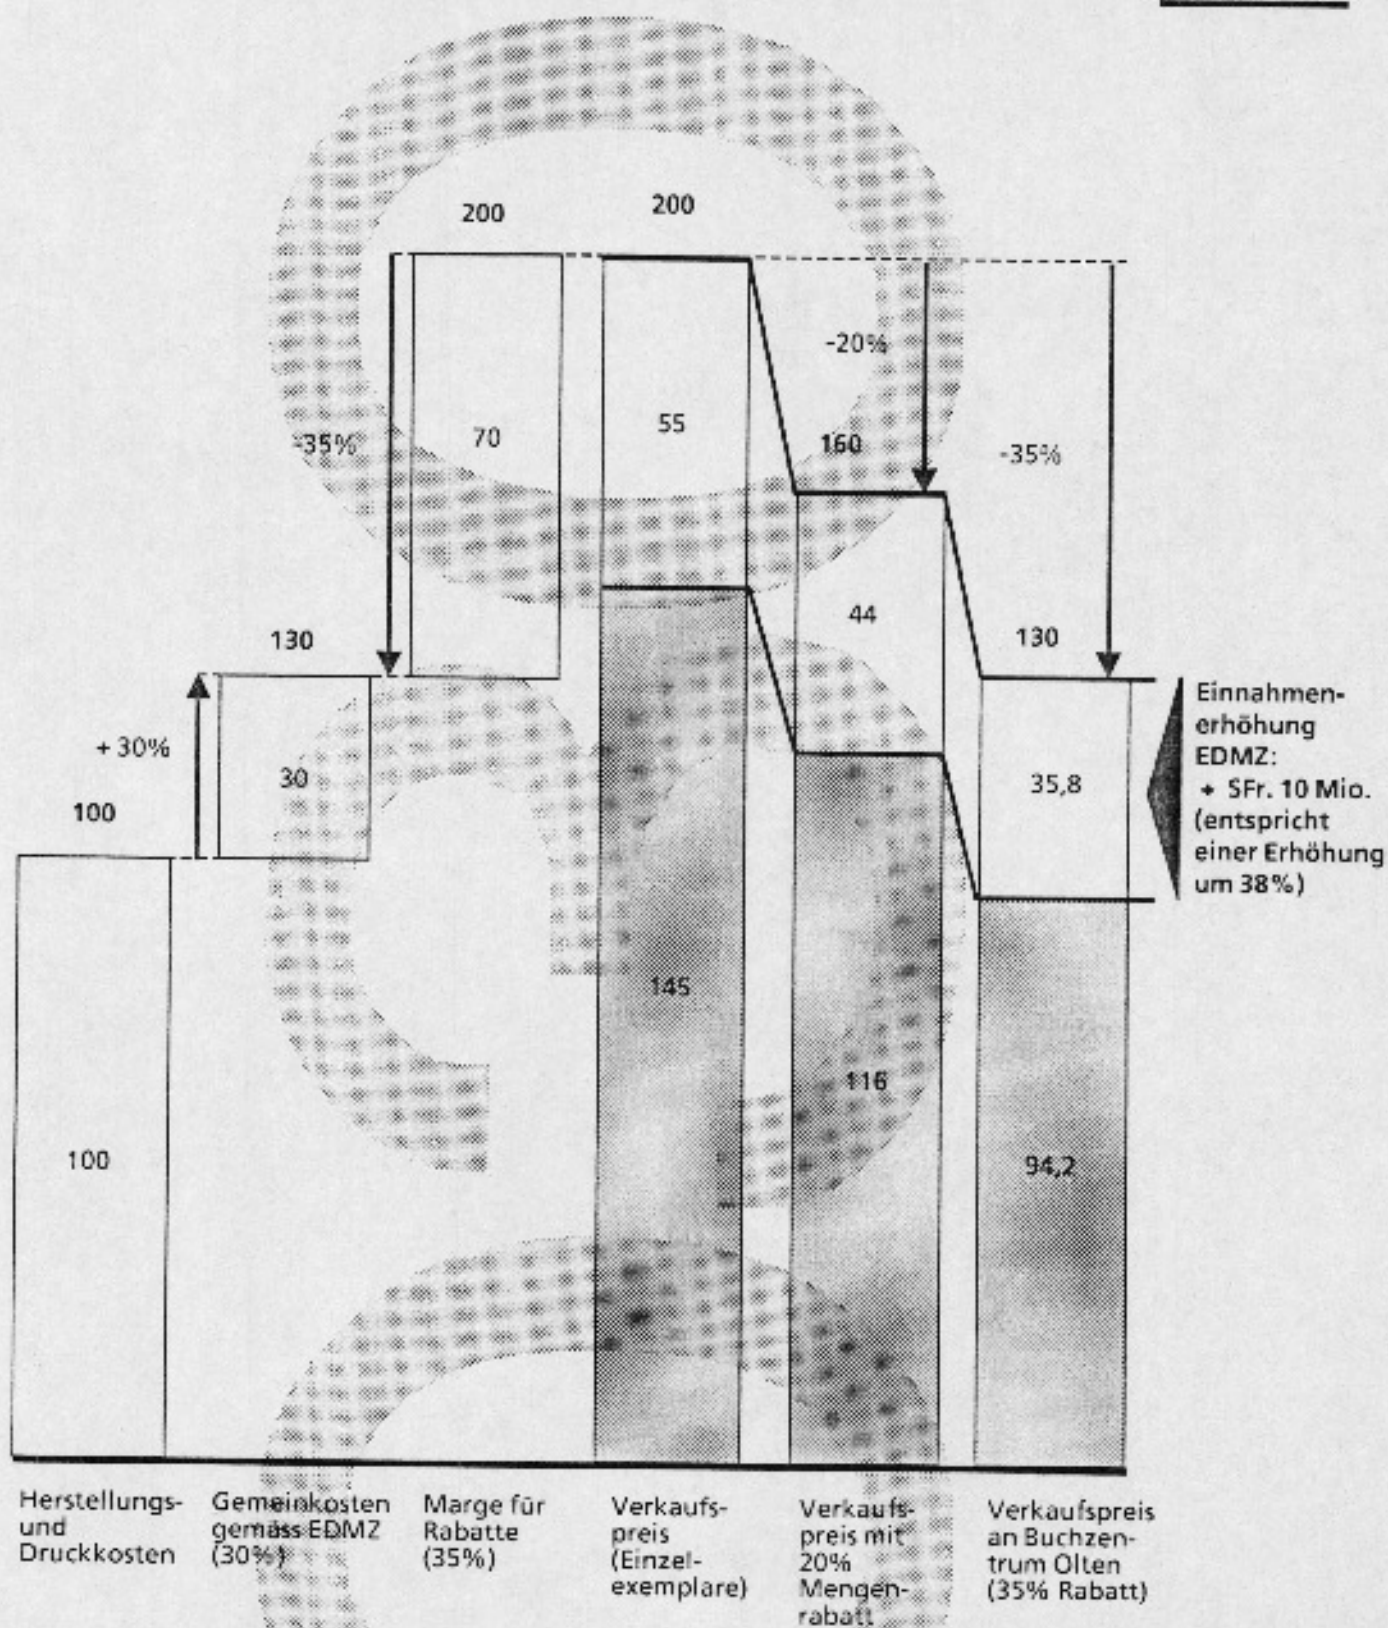 200
200
-20%
-35%
70
55
160
-35%
130
44
130
+ 30%
30
100
35,8
Einnahmen-
erhöhung
EDMZ:
+ SFr. 10 Mio.
(entspricht
einer Erhöhung
um 38%)
145
116
100
94,2
Herstellungs-
und
Druckkosten
Gemeinkosten
gemäss EDMZ
(30%)
Marge für
Rabatte
(35%)
Verkaufs-
preis
(Einzel-
exemplare)
Verkaufs-
preis mit
20%
Mengen-
rabatt
Verkaufspreis
an Buchzen-
trum Olten
(35% Rabatt)